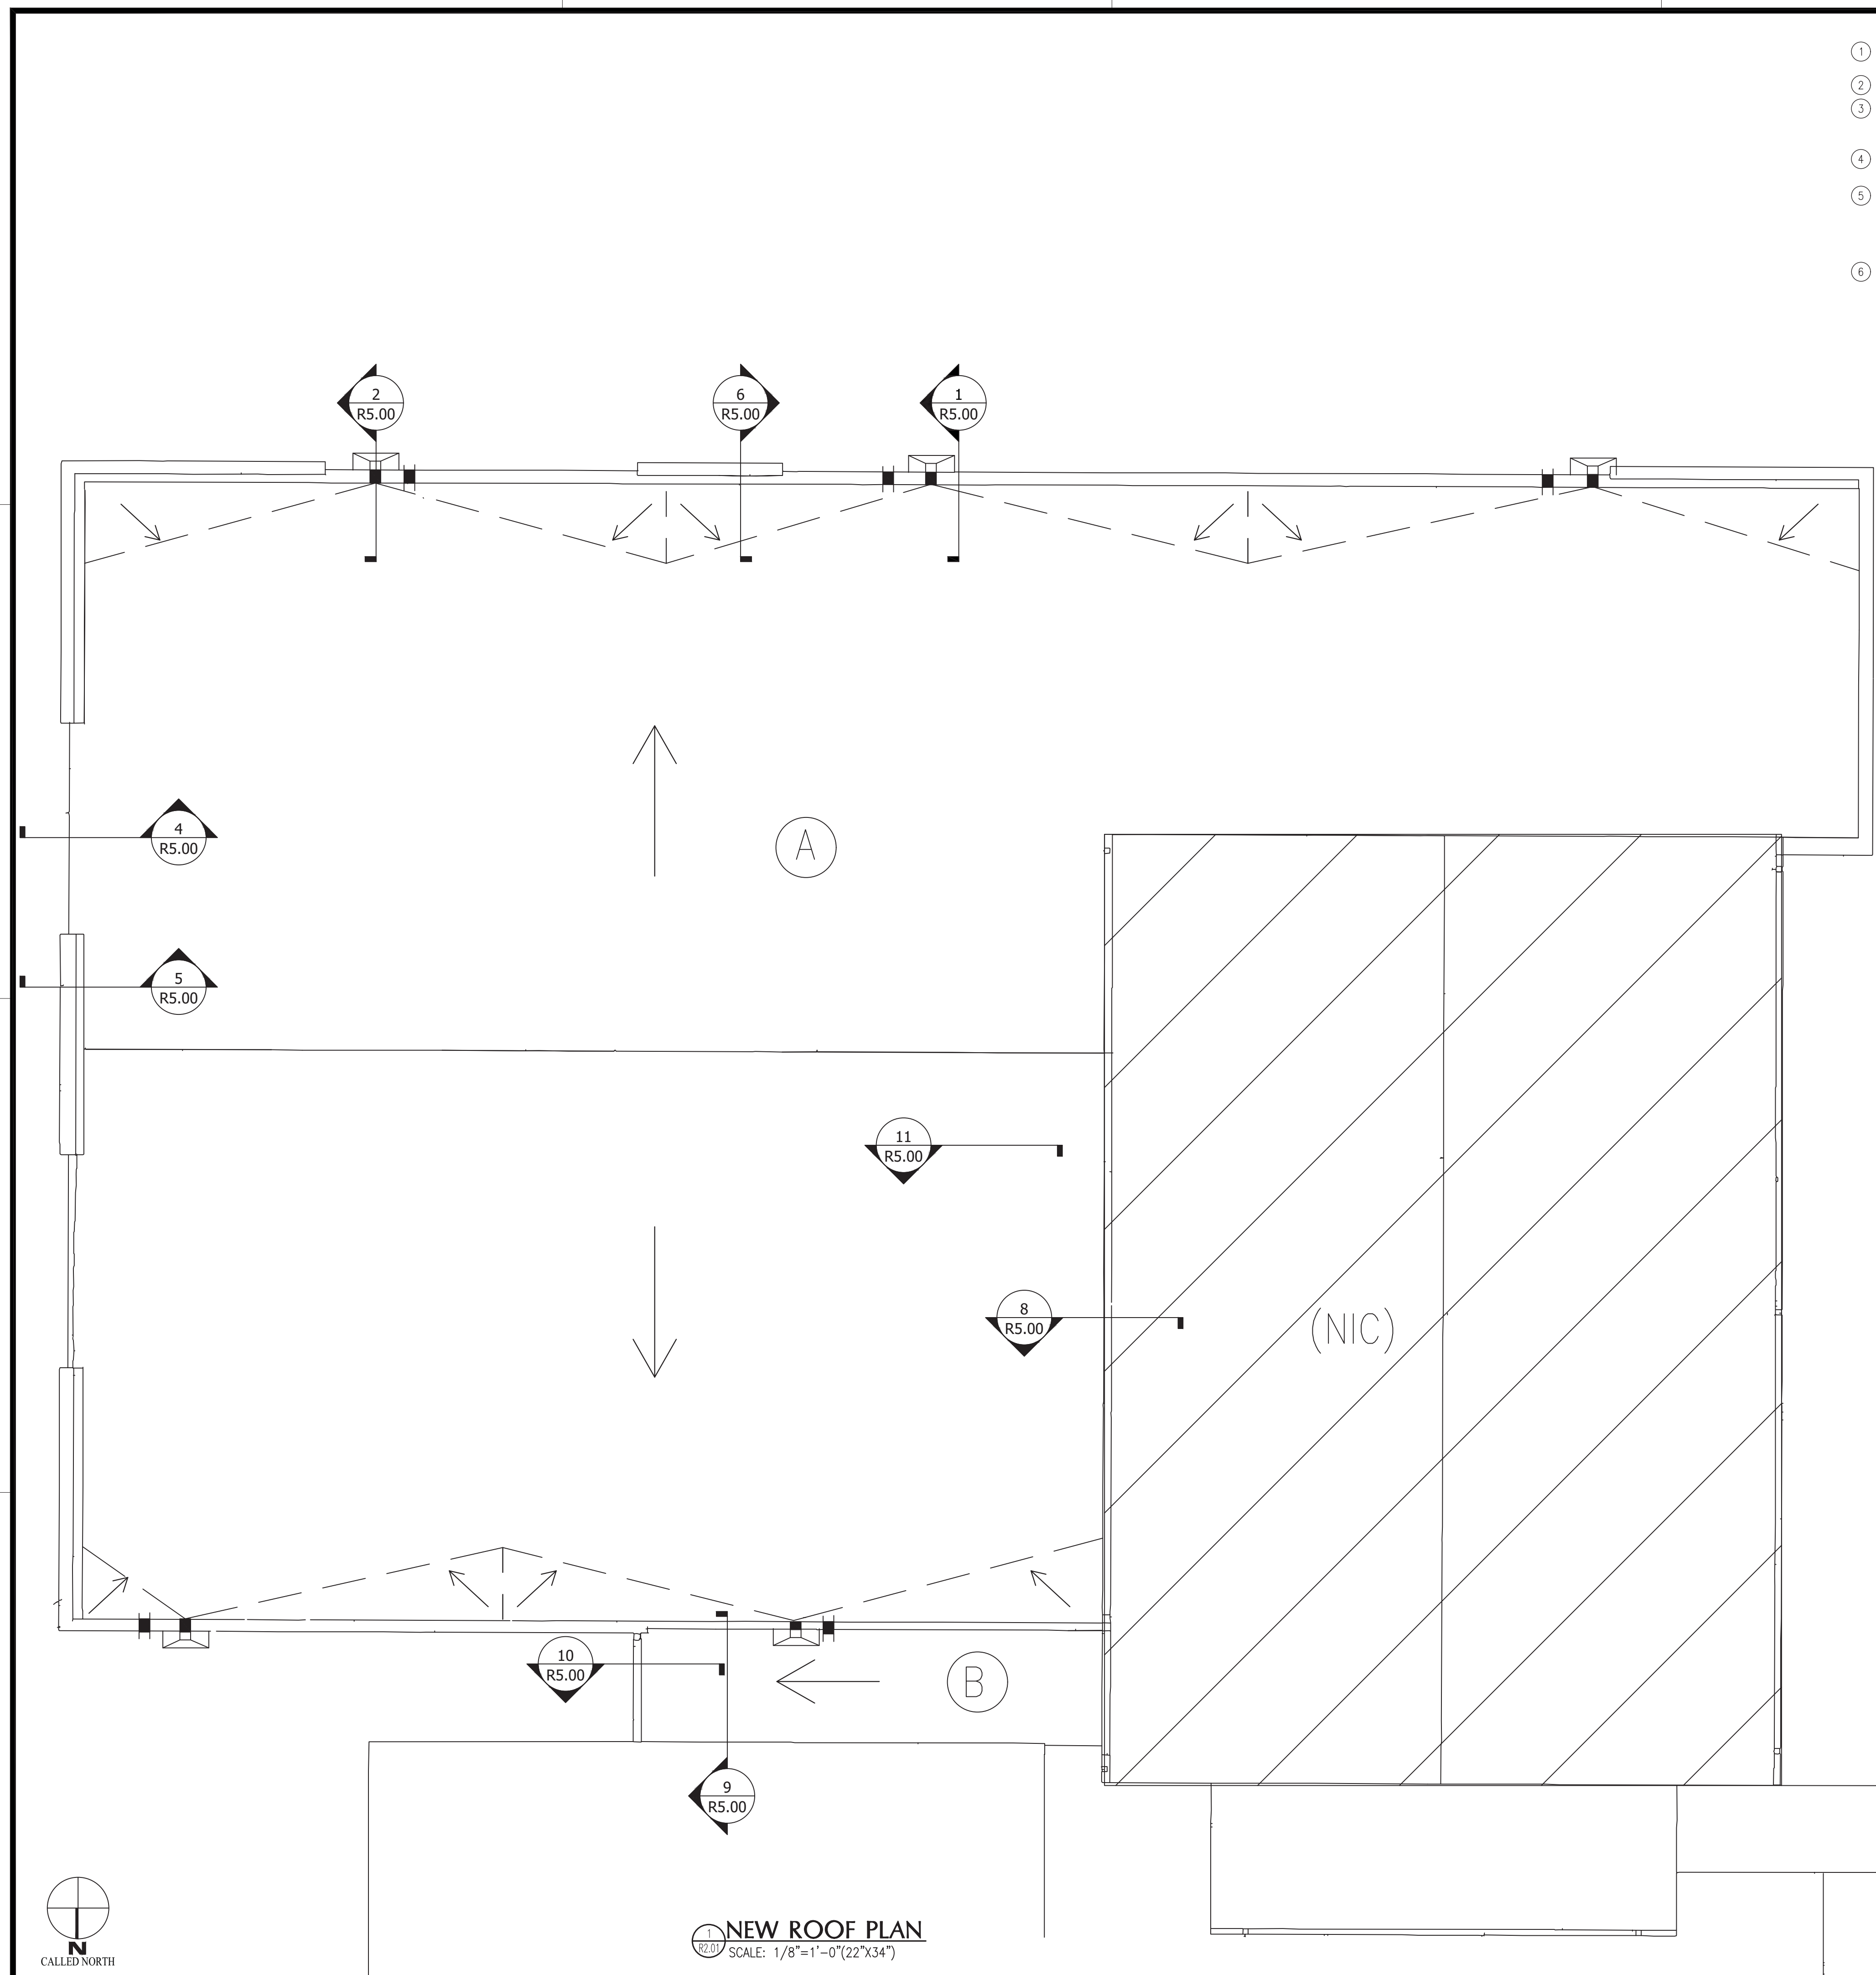 1
2
3
4
5
6
2
R5.00
6
R5.00
1
R5.00
4
R5.00
A
5
R5.00
11
R5.00
8
R5.00
(NIC)
10
R5.00
B
9
R5.00
N
CALLED NORTH
1
R2.01
NEW ROOF PLAN
SCALE: 1/8"=1'-0"(22"X34")